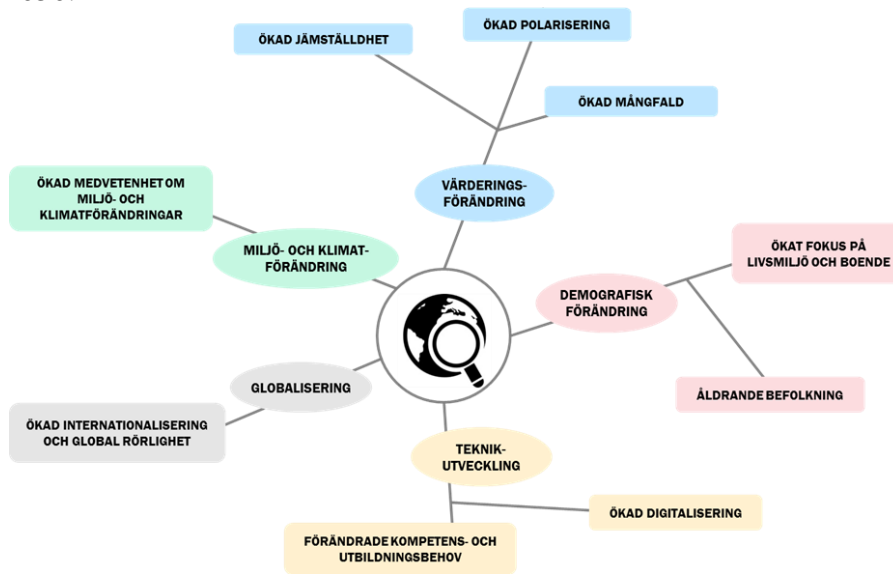 ÖKAD JÄMSTÄLLDHET
ÖKAD POLARISERING
ÖKAD MÅNGFALD
VÄRDERINGS-
FÖRÄNDRING
ÖKAD MEDVETENHET OM
MILJÖ- OCH
KLIMATFÖRÄNDRINGAR
MILJÖ- OCH KLIMAT-
FÖRÄNDRING
ÖKAT FOKUS PÅ
LIVSMILJÖ OCH BOENDE
DEMOGRAFISK
FÖRÄNDRING
ÅLDRANDE BEFOLKNING
GLOBALISERING
ÖKAD INTERNATIONALISERING
OCH GLOBAL RÖRLIGHET
TEKNIK-
UTVECKLING
ÖKAD DIGITALISERING
FÖRÄNDRADE KOMPETENS- OCH
UTBILDNINGSBEHOV